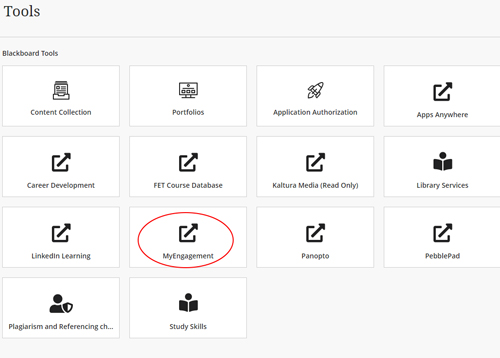 Tools
Blackboard Tools
Content Collection
Portfolios
Application Authorization
Apps Anywhere
Career Development
FET Course Database
Kaltura Media (Read Only)
Library Services
LinkedIn Learning
MyEngagement
Panopto
PebblePad
Plagiarism and Referencing ch...
Study Skills